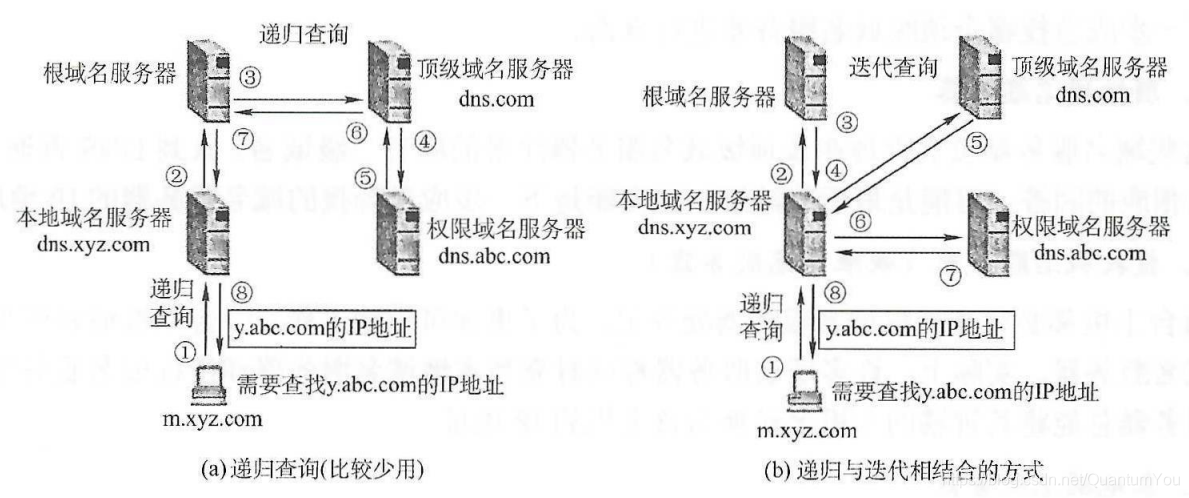 递归查询
根域名服务器
③
顶级域名服务器
dns.com
⑦
⑥
④
②
⑤
本地域名服务器
dns.xyz.com
权限域名服务器
dns.abc.com
递归
查询
⑧
y.abc.com的IP地址
①
需要查找y.abc.com的IP地址
m.xyz.com
(a) 递归查询(比较少用)
迭代查询
根域名服务器
顶级域名服务器
dns.com
③
⑤
②
④
本地域名服务器
dns.xyz.com
⑥
权限域名服务器
dns.abc.com
⑦
递归
查询
⑧
y.abc.com的IP地址
①
需要查找y.abc.com的IP地址
m.xyz.com
(b) 递归与迭代相结合的方式
https://blog.csdn.net/QuantumYou